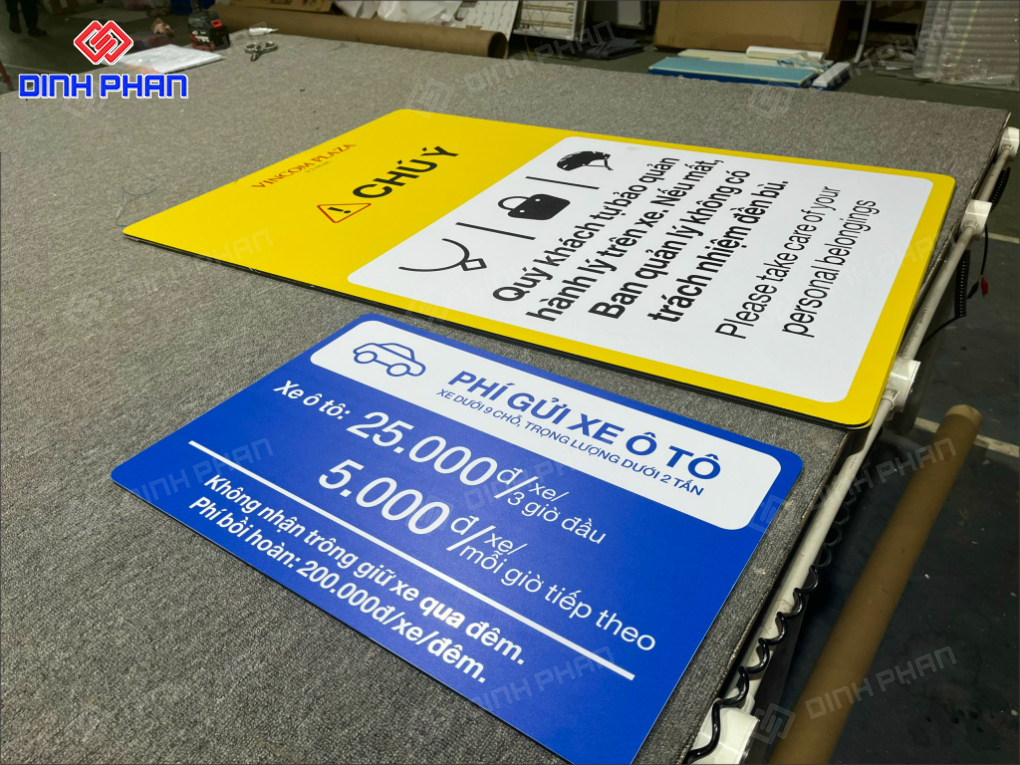 DINH PHAN
VINCOM PLAZA
CHÚ Ý
Quý khách tự bảo quản
hành lý trên xe. Nếu mất,
Ban quản lý không có
trách nhiệm đền bù.
Please take care of your
personal belongings
PHÍ GỬI XE Ô TÔ
XE DƯỚI 9 CHỖ, TRỌNG LƯỢNG DƯỚI 2 TẤN
Xe ô tô: 25.000đ/xe/3 giờ đầu
5.000đ/xe/mỗi giờ tiếp theo
Không nhận trông giữ xe qua đêm.
Phí bồi hoàn: 200.000đ/xe/đêm.